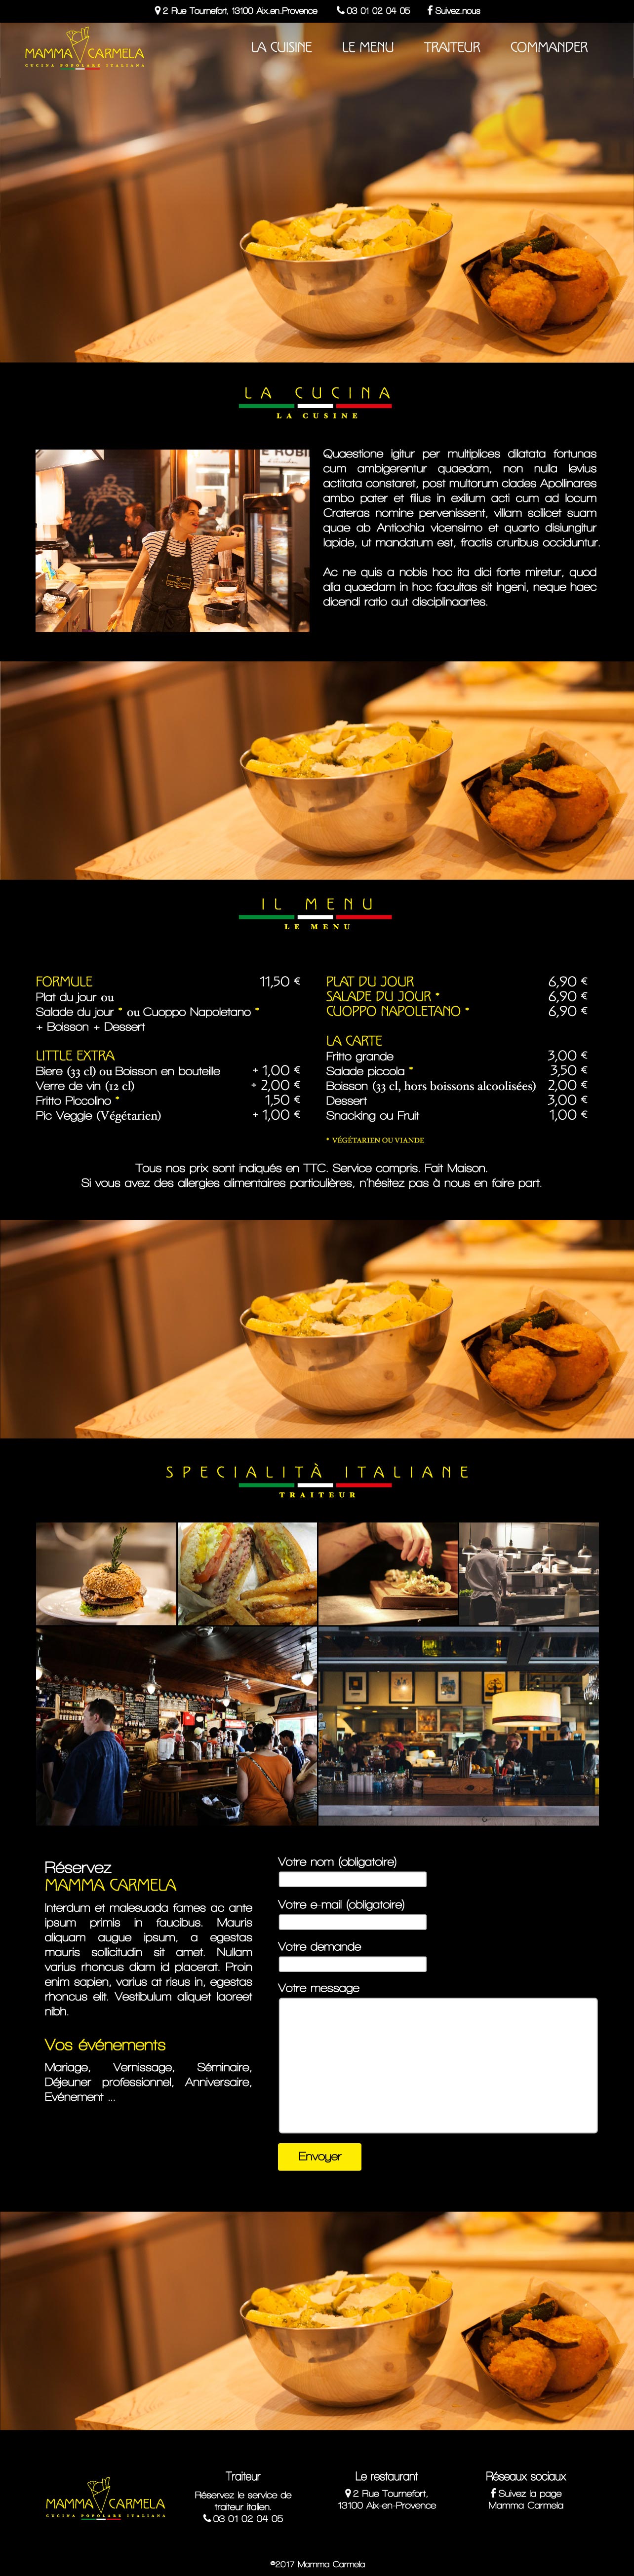 2 Rue Tournefort, 13100 Aix.en.Provence 03 01 02 04 05 Suivez.nous
MAMMA CARMELA
CUCINA POPOLARE ITALIANA
LA CUISINE LE MENU TRAITEUR COMMANDER
LA CUCINA
LA CUSINE
Quaestione igitur per multiplices dilatata fortunas
cum ambigerentur quaedam, non nulla levius
actitata constaret, post multorum clades Apollinares
ambo pater et filius in exilium acti cum ad locum
Crateras nomine pervenissent, villam scilicet suam
quae ab Antiochia vicensimo et quarto disiungitur
lapide, ut mandatum est, fractis cruribus occiduntur.
Ac ne quis a nobis hoc ita dici forte miretur, quod
alia quaedam in hoc facultas sit ingeni, neque haec
dicendi ratio aut disciplinaartes.
IL MENU
LE MENU
FORMULE 11,50 €
Plat du jour ou
Salade du jour * ou Cuoppo Napoletano *
+ Boisson + Dessert
LITTLE EXTRA
Biere (33 cl) ou Boisson en bouteille + 1,00 €
Verre de vin (12 cl) + 2,00 €
Fritto Piccolino * 1,50 €
Pic Veggie (Végétarien) + 1,00 €
PLAT DU JOUR 6,90 €
SALADE DU JOUR * 6,90 €
CUOPPO NAPOLETANO * 6,90 €
LA CARTE
Fritto grande 3,00 €
Salade piccola * 3,50 €
Boisson (33 cl, hors boissons alcoolisées) 2,00 €
Dessert 3,00 €
Snacking ou Fruit 1,00 €
* VÉGÉTARIEN OU VIANDE
Tous nos prix sont indiqués en TTC. Service compris. Fait Maison.
Si vous avez des allergies alimentaires particulières, n'hésitez pas à nous en faire part.
SPECIALITÀ ITALIANE
TRAITEUR
Réservez
MAMMA CARMELA
Interdum et malesuada fames ac ante
ipsum primis in faucibus. Mauris
aliquam augue ipsum, a egestas
mauris sollicitudin sit amet. Nullam
varius rhoncus diam id placerat. Proin
enim sapien, varius at risus in, egestas
rhoncus elit. Vestibulum aliquet laoreet
nibh.
Vos événements
Mariage, Vernissage, Séminaire,
Déjeuner professionnel, Anniversaire,
Evénement ...
Votre nom (obligatoire)
Votre e-mail (obligatoire)
Votre demande
Votre message
Envoyer
MAMMA CARMELA
CUCINA POPOLARE ITALIANA
Traiteur
Réservez le service de
traiteur italien.
03 01 02 04 05
Le restaurant
2 Rue Tournefort,
13100 Aix-en-Provence
Réseaux sociaux
Suivez la page
Mamma Carmela
©2017 Mamma Carmela